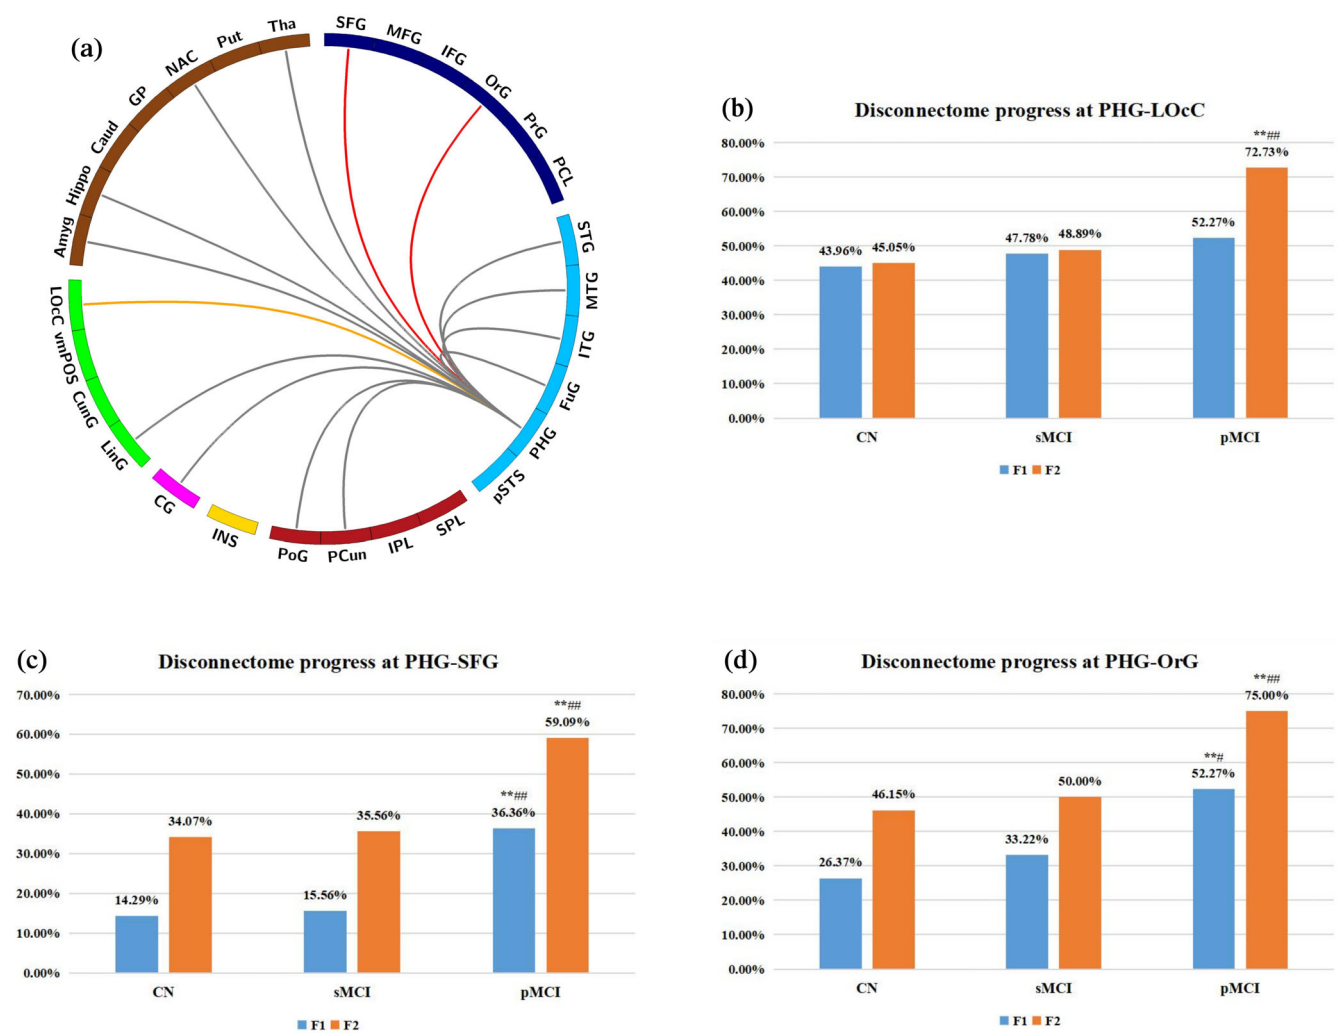 (a)
SFG
MFG
IFG
OrG
PrG
PCL
STG
MTG
ITG
FuG
PHG
pSTS
SPL
IPL
PCun
PoG
INS
CG
LinG
CunG
vmPOS
LOcC
Amyg
Hippo
Caud
GP
NAC
Put
Tha
(b)
Disconnectome progress at PHG-LOcC
80.00%
70.00%
60.00%
50.00%
40.00%
30.00%
20.00%
10.00%
0.00%
43.96%
45.05%
47.78%
48.89%
52.27%
**##
72.73%
CN
sMCI
pMCI
F1 F2
(c)
Disconnectome progress at PHG-SFG
70.00%
60.00%
50.00%
40.00%
30.00%
20.00%
10.00%
0.00%
14.29%
34.07%
15.56%
35.56%
**##
36.36%
**##
59.09%
CN
sMCI
pMCI
F1 F2
(d)
Disconnectome progress at PHG-OrG
80.00%
70.00%
60.00%
50.00%
40.00%
30.00%
20.00%
10.00%
0.00%
26.37%
46.15%
33.22%
50.00%
**#
52.27%
**##
75.00%
CN
sMCI
pMCI
F1 F2